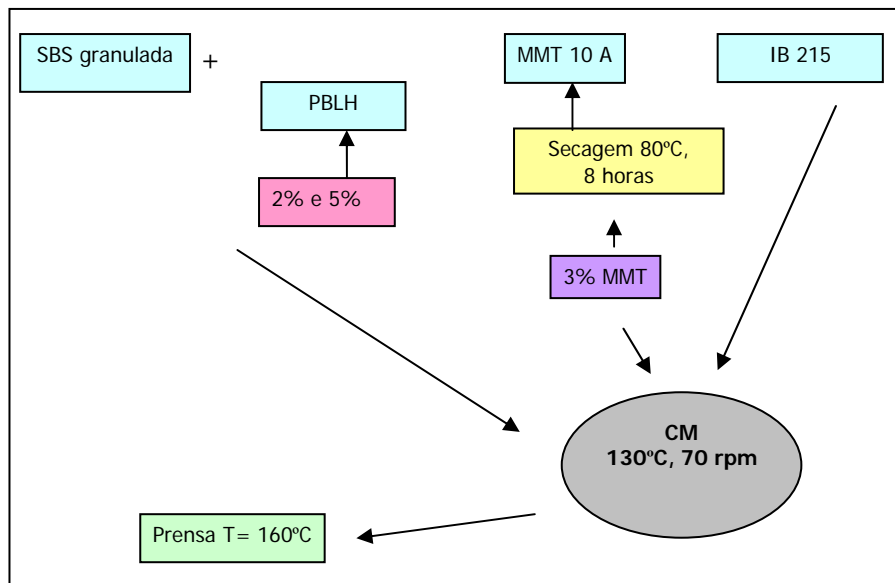 SBS granulada
+
MMT 10 A
IB 215
PBLH
Secagem 80ºC,
8 horas
2% e 5%
3% MMT
CM
130ºC, 70 rpm
Prensa T= 160ºC